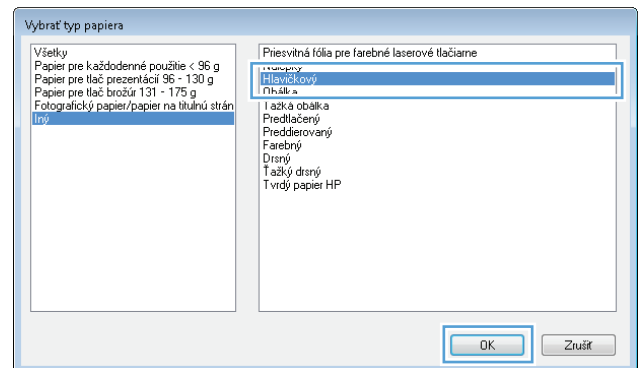 Vybrať typ papiera
Všetky
Papier pre každodenné použitie < 96 g
Papier pre tlač prezentácií 96 - 130 g
Papier pre tlač brožúr 131 - 175 g
Fotografický papier/papier na titulnú strán
Iný
Priesvitná fólia pre farebné laserové tlačiarne
Nálepky
Hlavičkový
Obálka
Ťažká obálka
Predtlačený
Preddierovaný
Farebný
Drsný
Ťažký drsný
Tvrdý papier HP
OK
Zrušiť